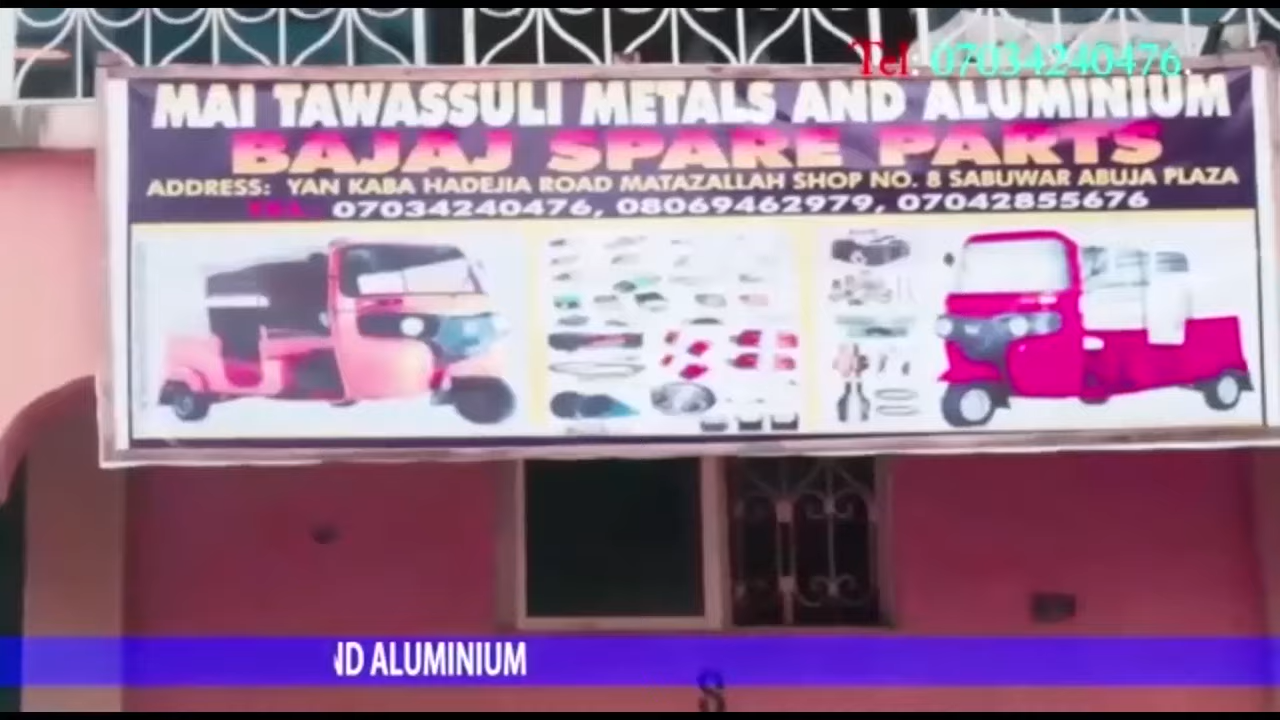 Tel: 07034240476.
MAI TAWASSULI METALS AND ALUMINIUM
BAJAJ SPARE PARTS
ADDRESS: YAN KABA HADEJIA ROAD MATAZALLAH SHOP NO. 8 SABUWAR ABUJA PLAZA
TEL: 07034240476, 08069462979, 07042855676
ND ALUMINIUM
S